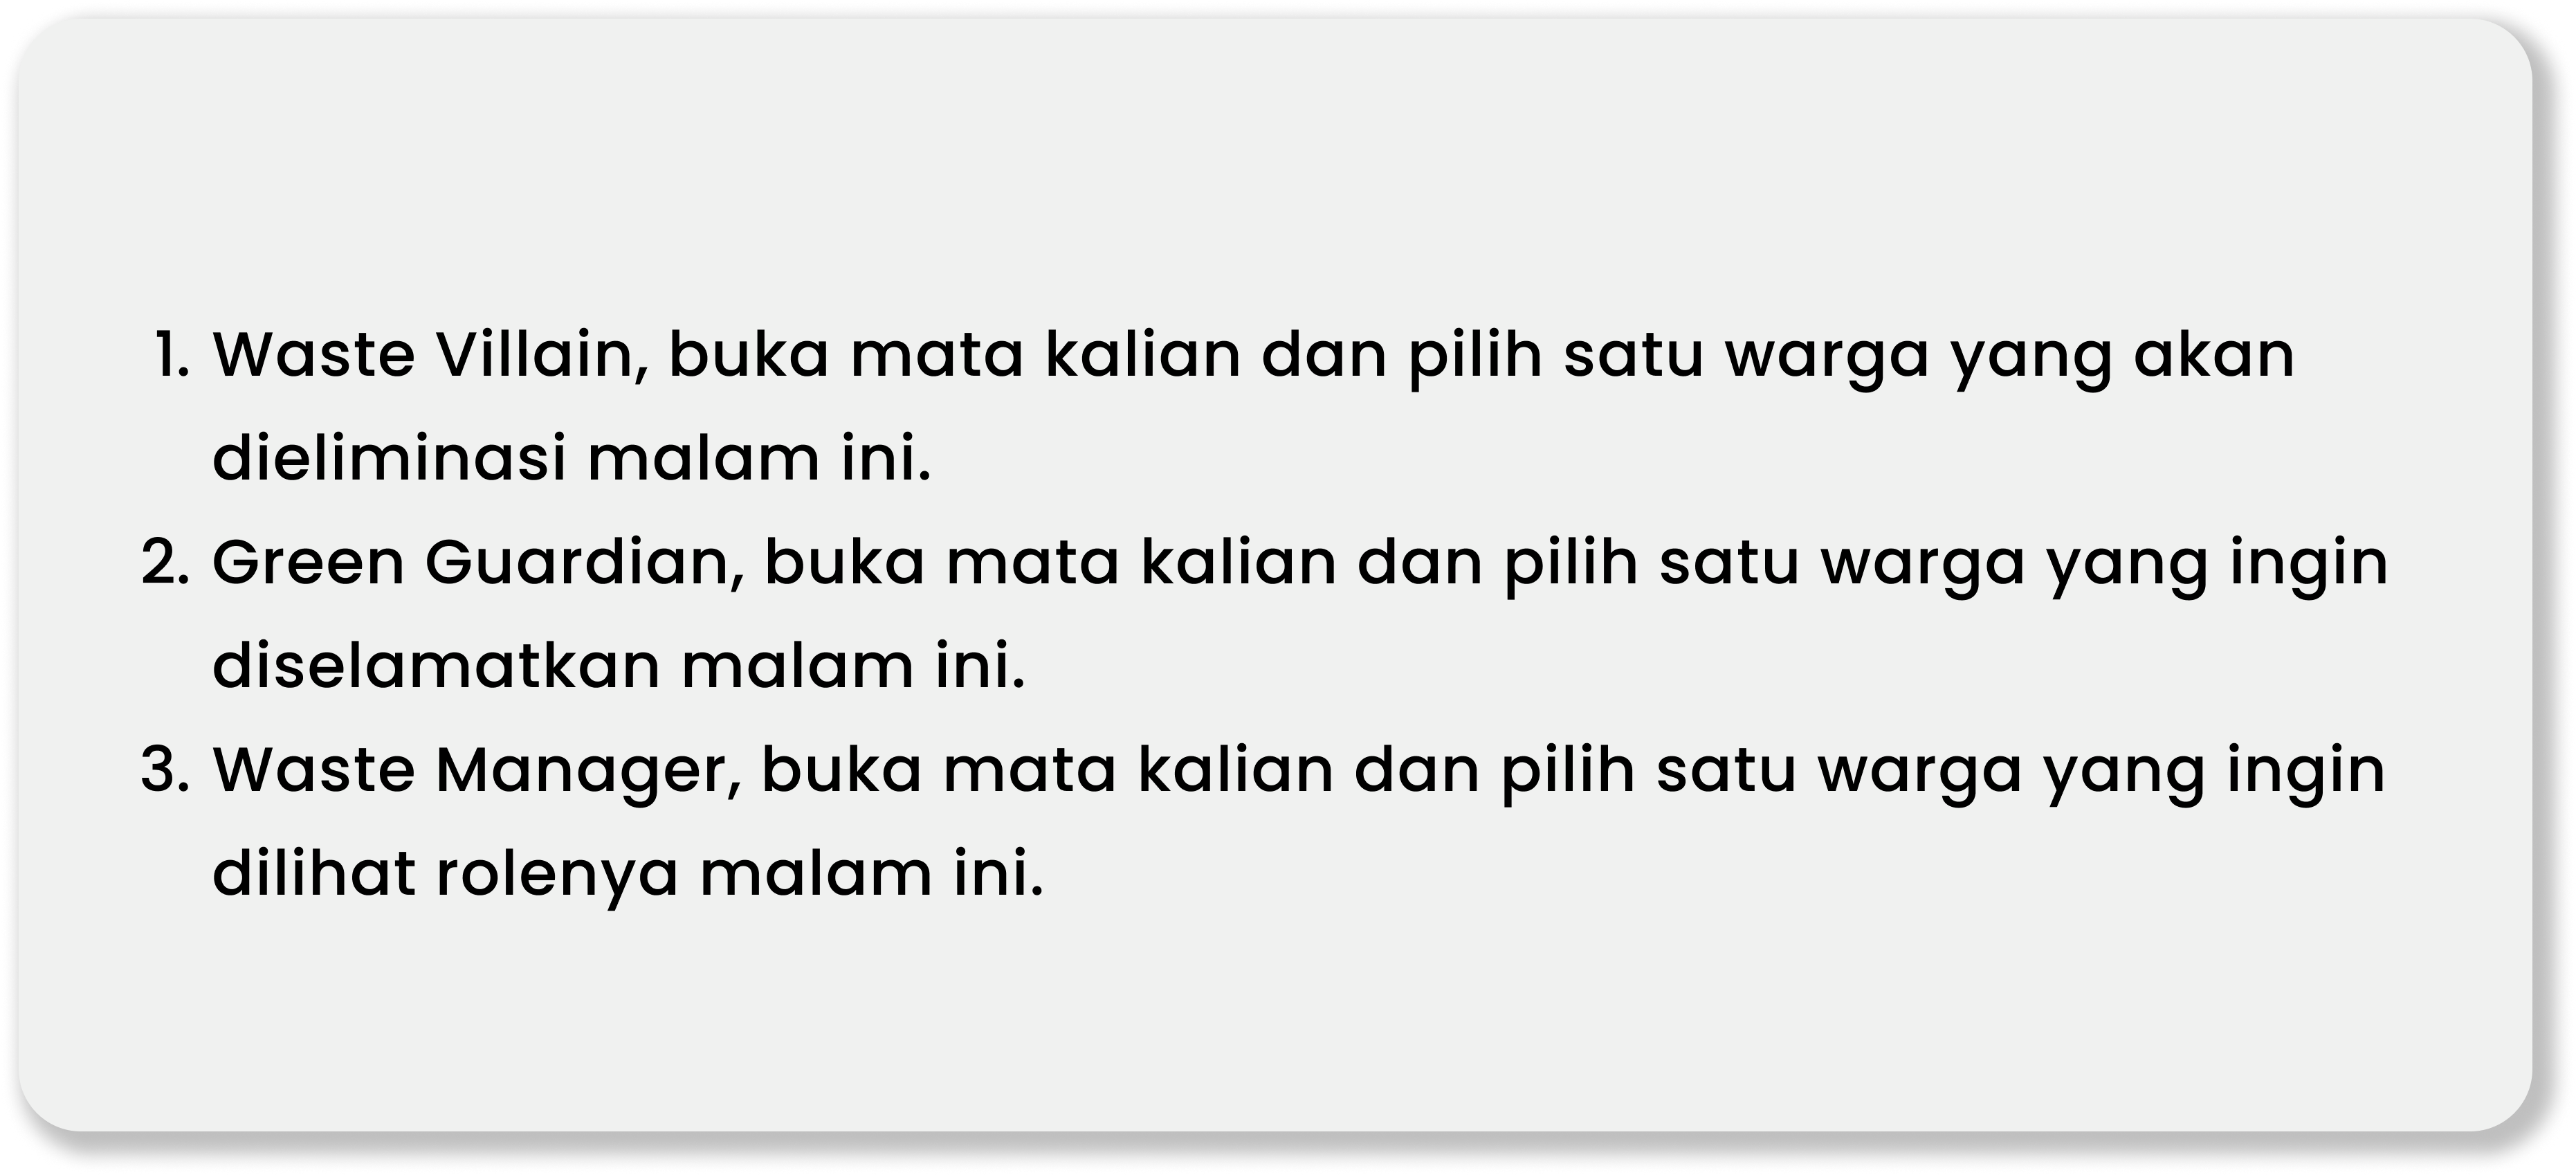 1. Waste Villain, buka mata kalian dan pilih satu warga yang akan
dieliminasi malam ini.
2. Green Guardian, buka mata kalian dan pilih satu warga yang ingin
diselamatkan malam ini.
3. Waste Manager, buka mata kalian dan pilih satu warga yang ingin
dilihat rolenya malam ini.